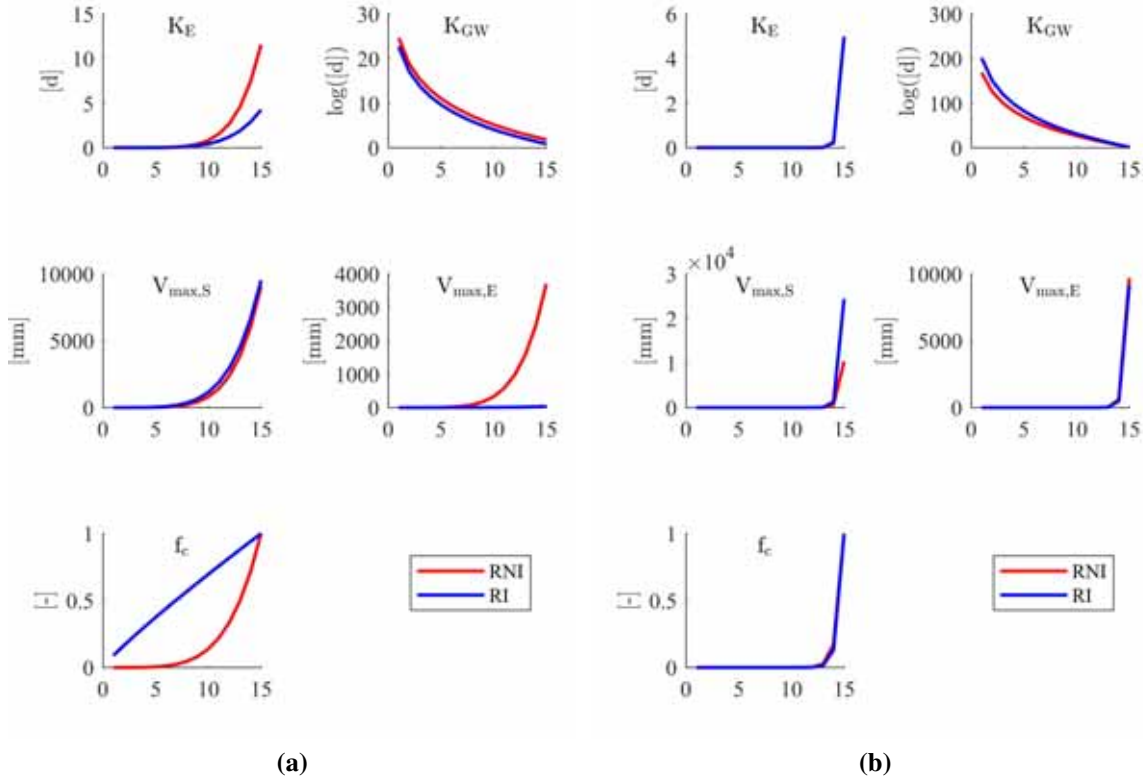 K_E
[d]
15
10
5
0
0 5 10 15
K_GW
log([d])
30
20
10
0
0 5 10 15
K_E
[d]
6
4
2
0
0 5 10 15
K_GW
log([d])
300
200
100
0
0 5 10 15
V_max,S
[mm]
10000
5000
0
0 5 10 15
V_max,E
[mm]
4000
3000
2000
1000
0
0 5 10 15
×10^4
V_max,S
[mm]
3
2
1
0
0 5 10 15
V_max,E
[mm]
10000
5000
0
0 5 10 15
f_c
[-]
1
0.5
0
0 5 10 15
RNI
RI
f_c
[-]
1
0.5
0
0 5 10 15
RNI
RI
(a)
(b)